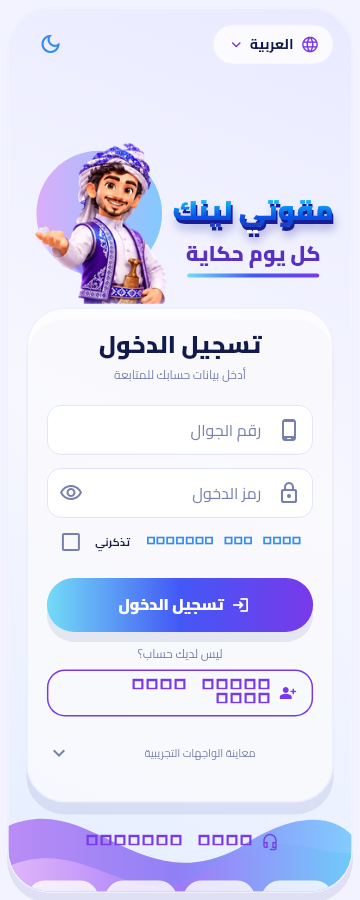 العربية
مقوتي لينك
كل يوم حكاية
تسجيل الدخول
أدخل بيانات حسابك للمتابعة
رقم الجوال
رمز الدخول
تذكرني
تسجيل الدخول
ليس لديك حساب؟
معاينة الواجهات التجريبية